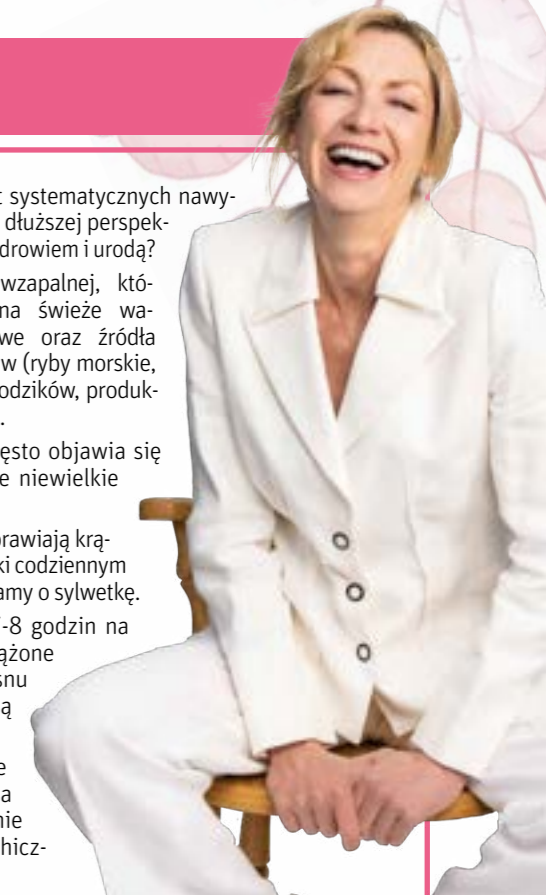 systematycznych nawy-
dłuższej perspek-
drowiem i urodą?
wzapalnej, któ-
na świeże wa-
we oraz źródła
w (ryby morskie,
odzików, produk-
.
ęsto objawia się
e niewielkie
rawiają krą-
ki codziennym
amy o sylwetkę.
-8 godzin na
ążone
snu
ą
e
a
nie
hicz-